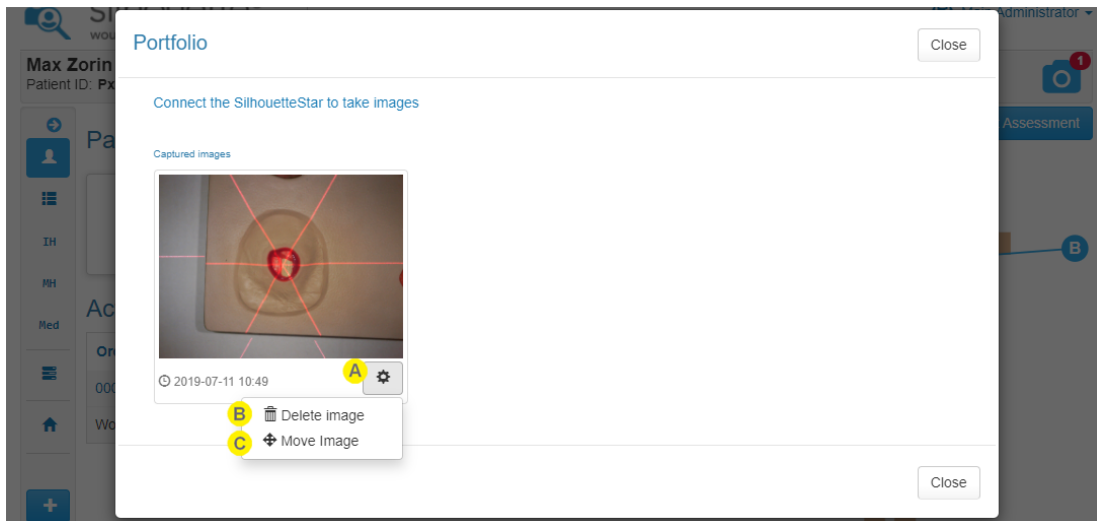 Portfolio
Close
Administrator
Max Zorin
Patient ID: Px
1
Connect the SilhouetteStar to take images
Assessment
Captured images
IH
B
MH
Med
A
2019-07-11 10:49
B Delete image
C Move Image
Close